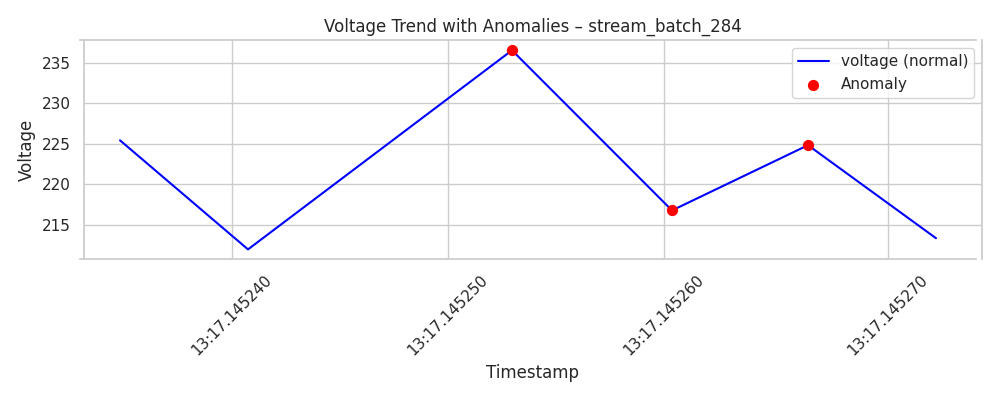 Voltage Trend with Anomalies – stream_batch_284
voltage (normal)
Anomaly
Voltage
235
230
225
220
215
13:17.145240
13:17.145250
13:17.145260
13:17.145270
Timestamp